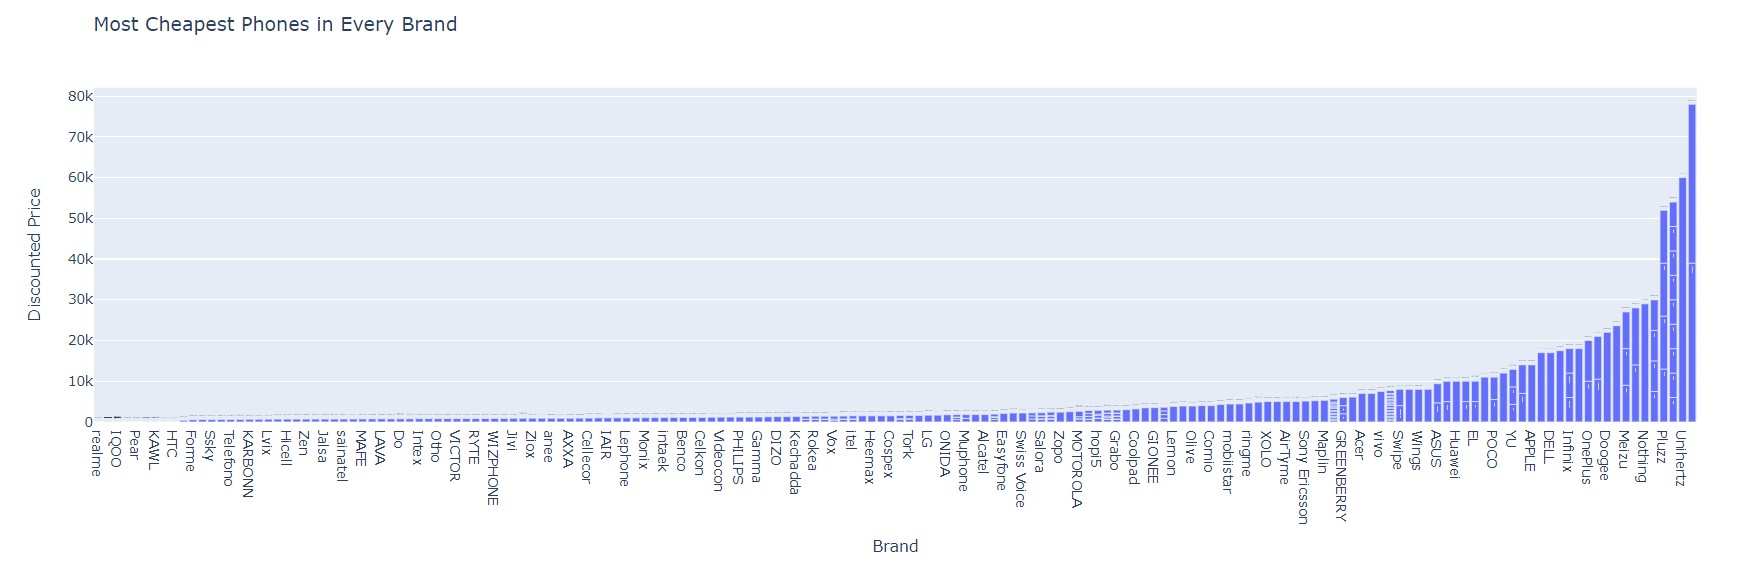 Most Cheapest Phones in Every Brand
80k
70k
60k
50k
40k
30k
20k
10k
0
Discounted Price
realme
IQOO
Pear
KAWL
HTC
Forme
Ssky
Telefono
KARBONN
Lvix
Hicell
Zen
Jalsa
sainatel
MAFE
LAVA
Do
Intex
Otho
VICTOR
RYTE
WIZPHONE
Jivi
Ziox
anee
AXXA
Cellecor
IAIR
Lephone
Monix
intaek
Benco
Celkon
Videocon
PHILIPS
Gamma
DIZO
Kechadda
Rokea
Vox
itel
Heemax
Cospex
Tork
LG
ONIDA
Muphone
Alcatel
Easyfone
Swiss Voice
Salora
Zopo
MOTOROLA
hopi5
Grabo
Coolpad
GIONEE
Lemon
Olive
Comio
mobiistar
ringme
XOLO
AirTyme
Sony Ericsson
Maplin
GREENBERRY
Acer
vivo
Swipe
Wings
ASUS
Huawei
EL
POCO
YU
APPLE
DELL
Infinix
OnePlus
Doogee
Meizu
Nothing
Pluzz
Unihertz
Brand